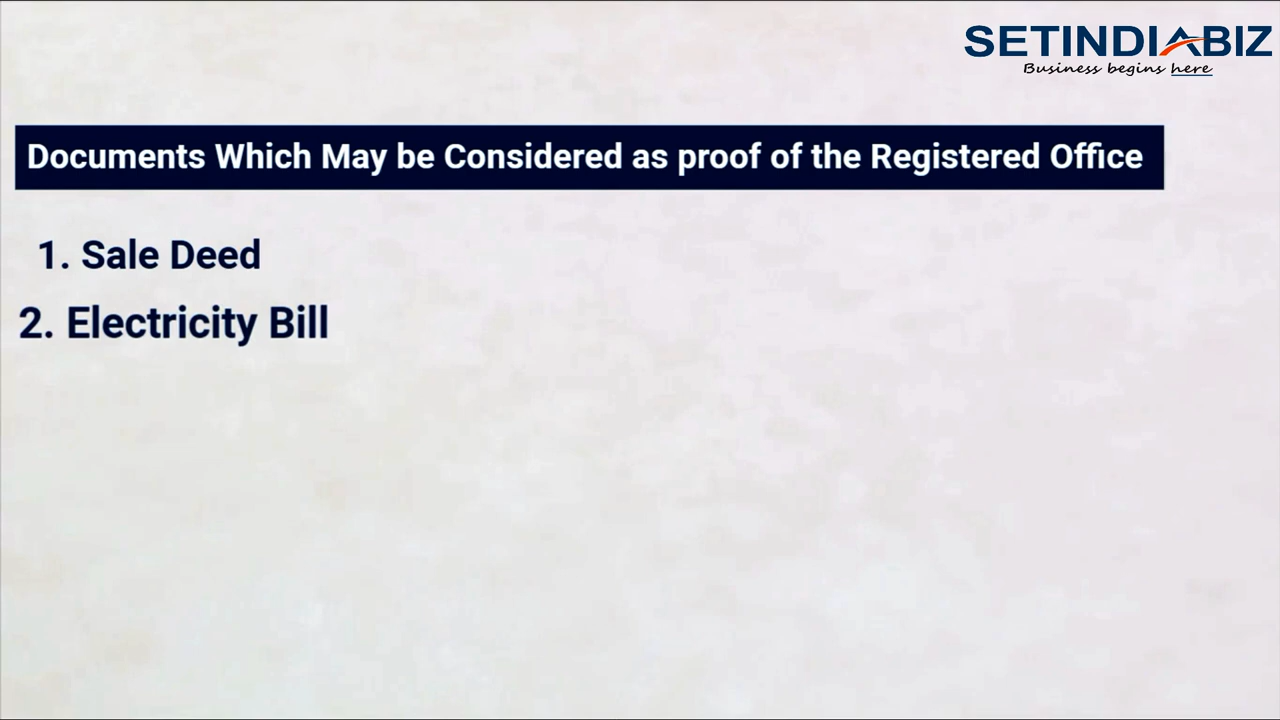 SETINDIABIZ
Business begins here
Documents Which May be Considered as proof of the Registered Office
1. Sale Deed
2. Electricity Bill